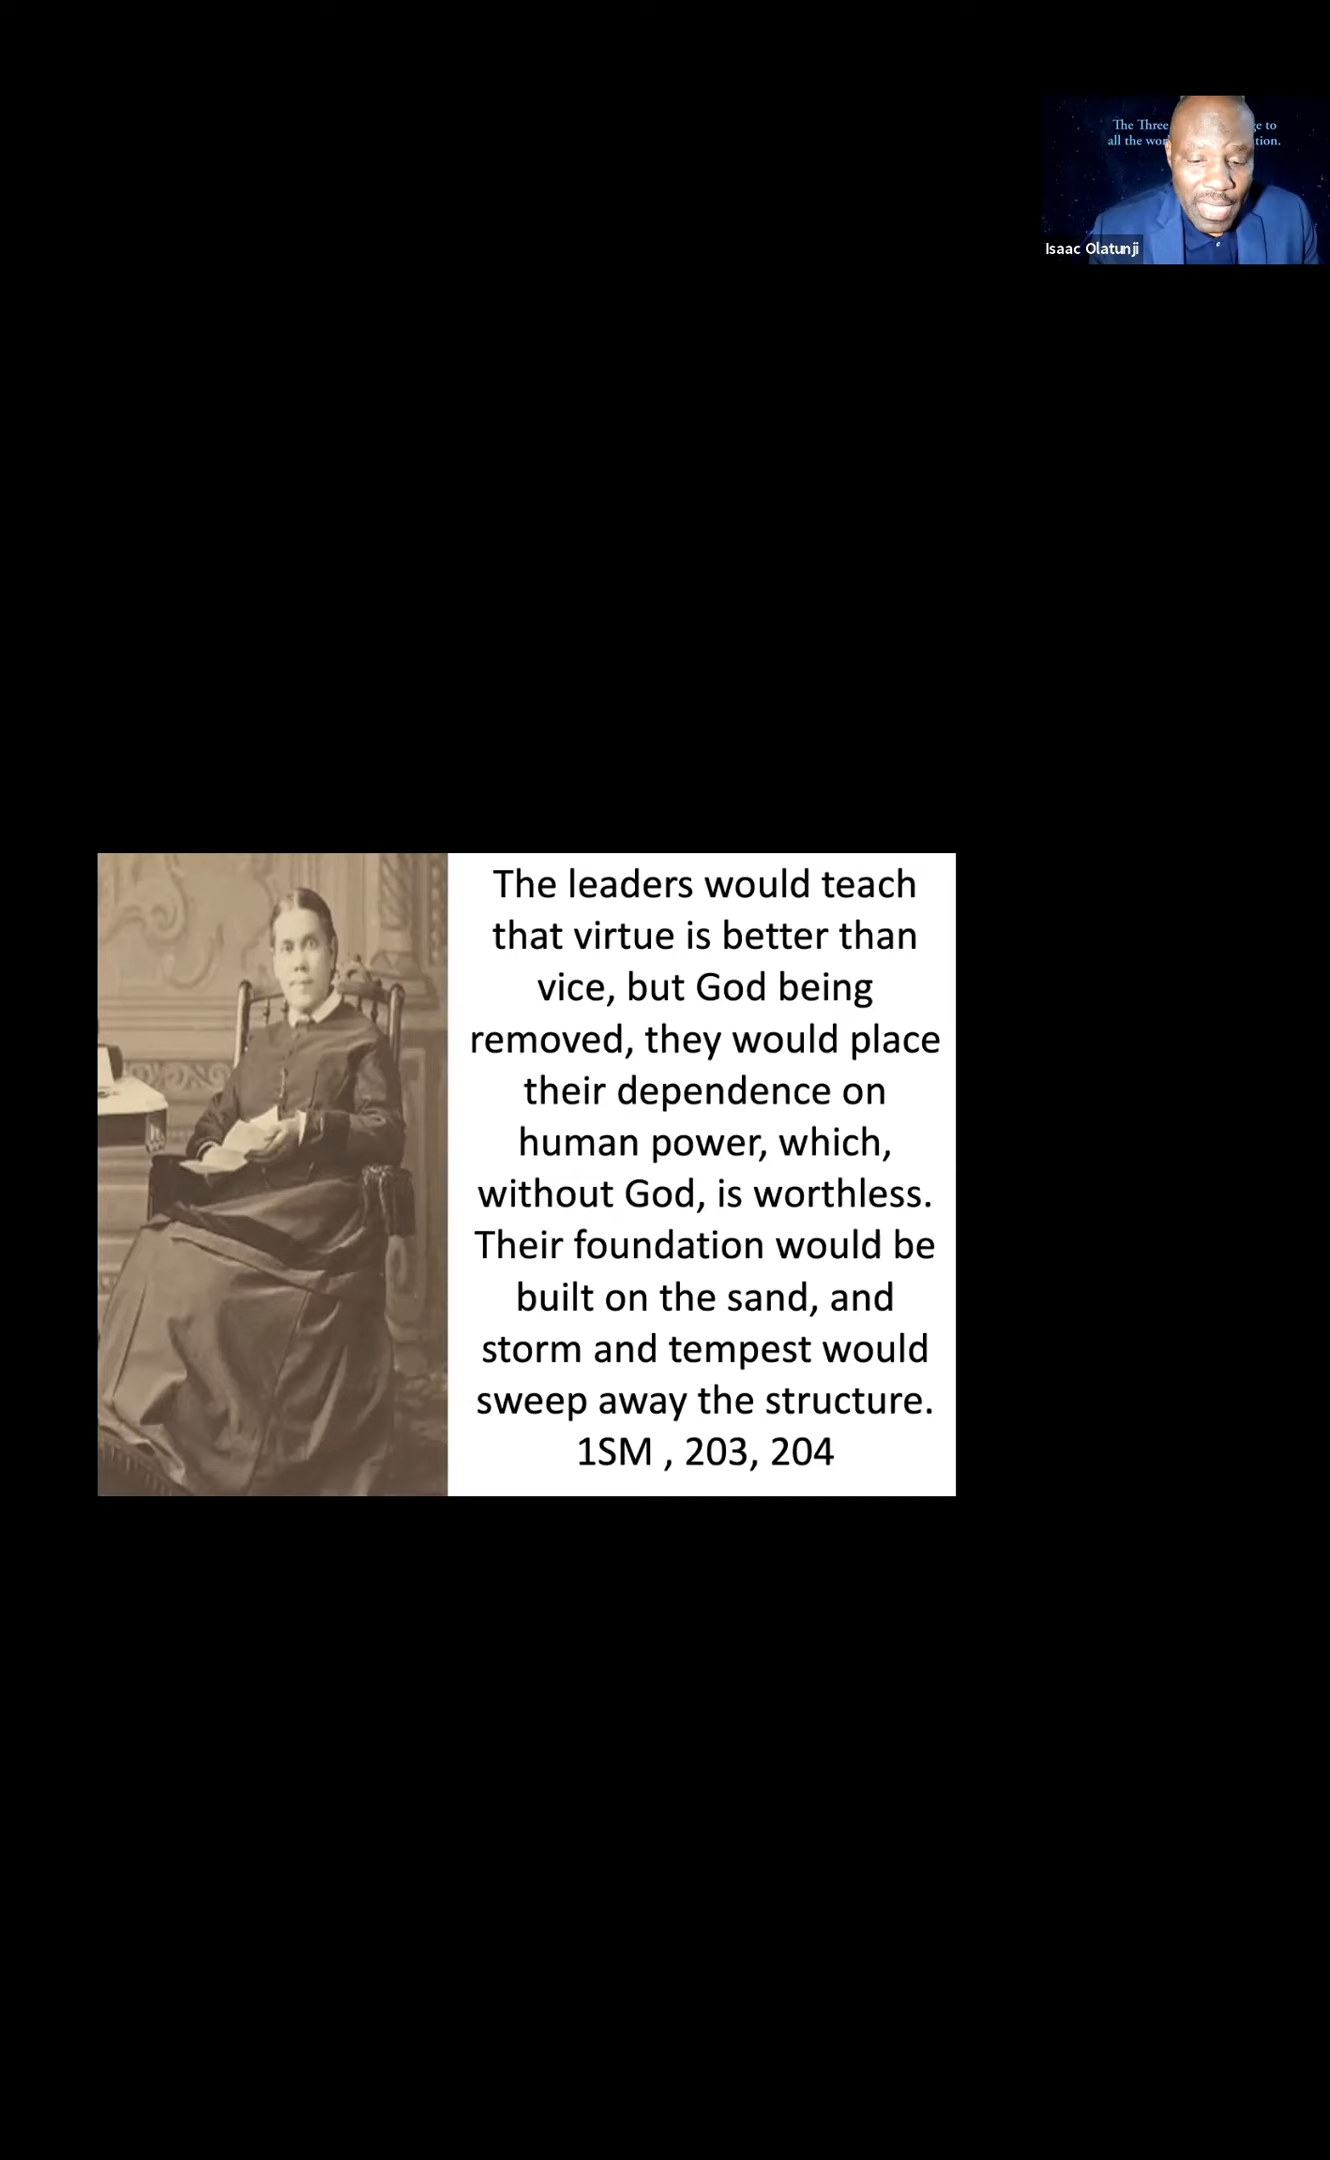 The Three
ge to
all the wor
tion.
Isaac Olatunji
The leaders would teach
that virtue is better than
vice, but God being
removed, they would place
their dependence on
human power, which,
without God, is worthless.
Their foundation would be
built on the sand, and
storm and tempest would
sweep away the structure.
1SM , 203, 204